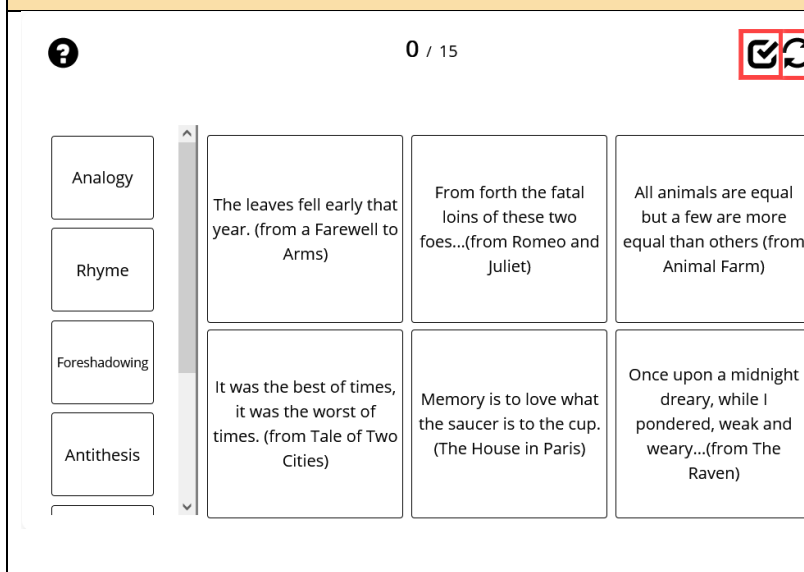 ?
0 / 15
Analogy
Rhyme
Foreshadowing
Antithesis
The leaves fell early that
year. (from a Farewell to
Arms)
From forth the fatal
loins of these two
foes...(from Romeo and
Juliet)
All animals are equal
but a few are more
equal than others (from
Animal Farm)
It was the best of times,
it was the worst of
times. (from Tale of Two
Cities)
Memory is to love what
the saucer is to the cup.
(The House in Paris)
Once upon a midnight
dreary, while I
pondered, weak and
weary...(from The
Raven)